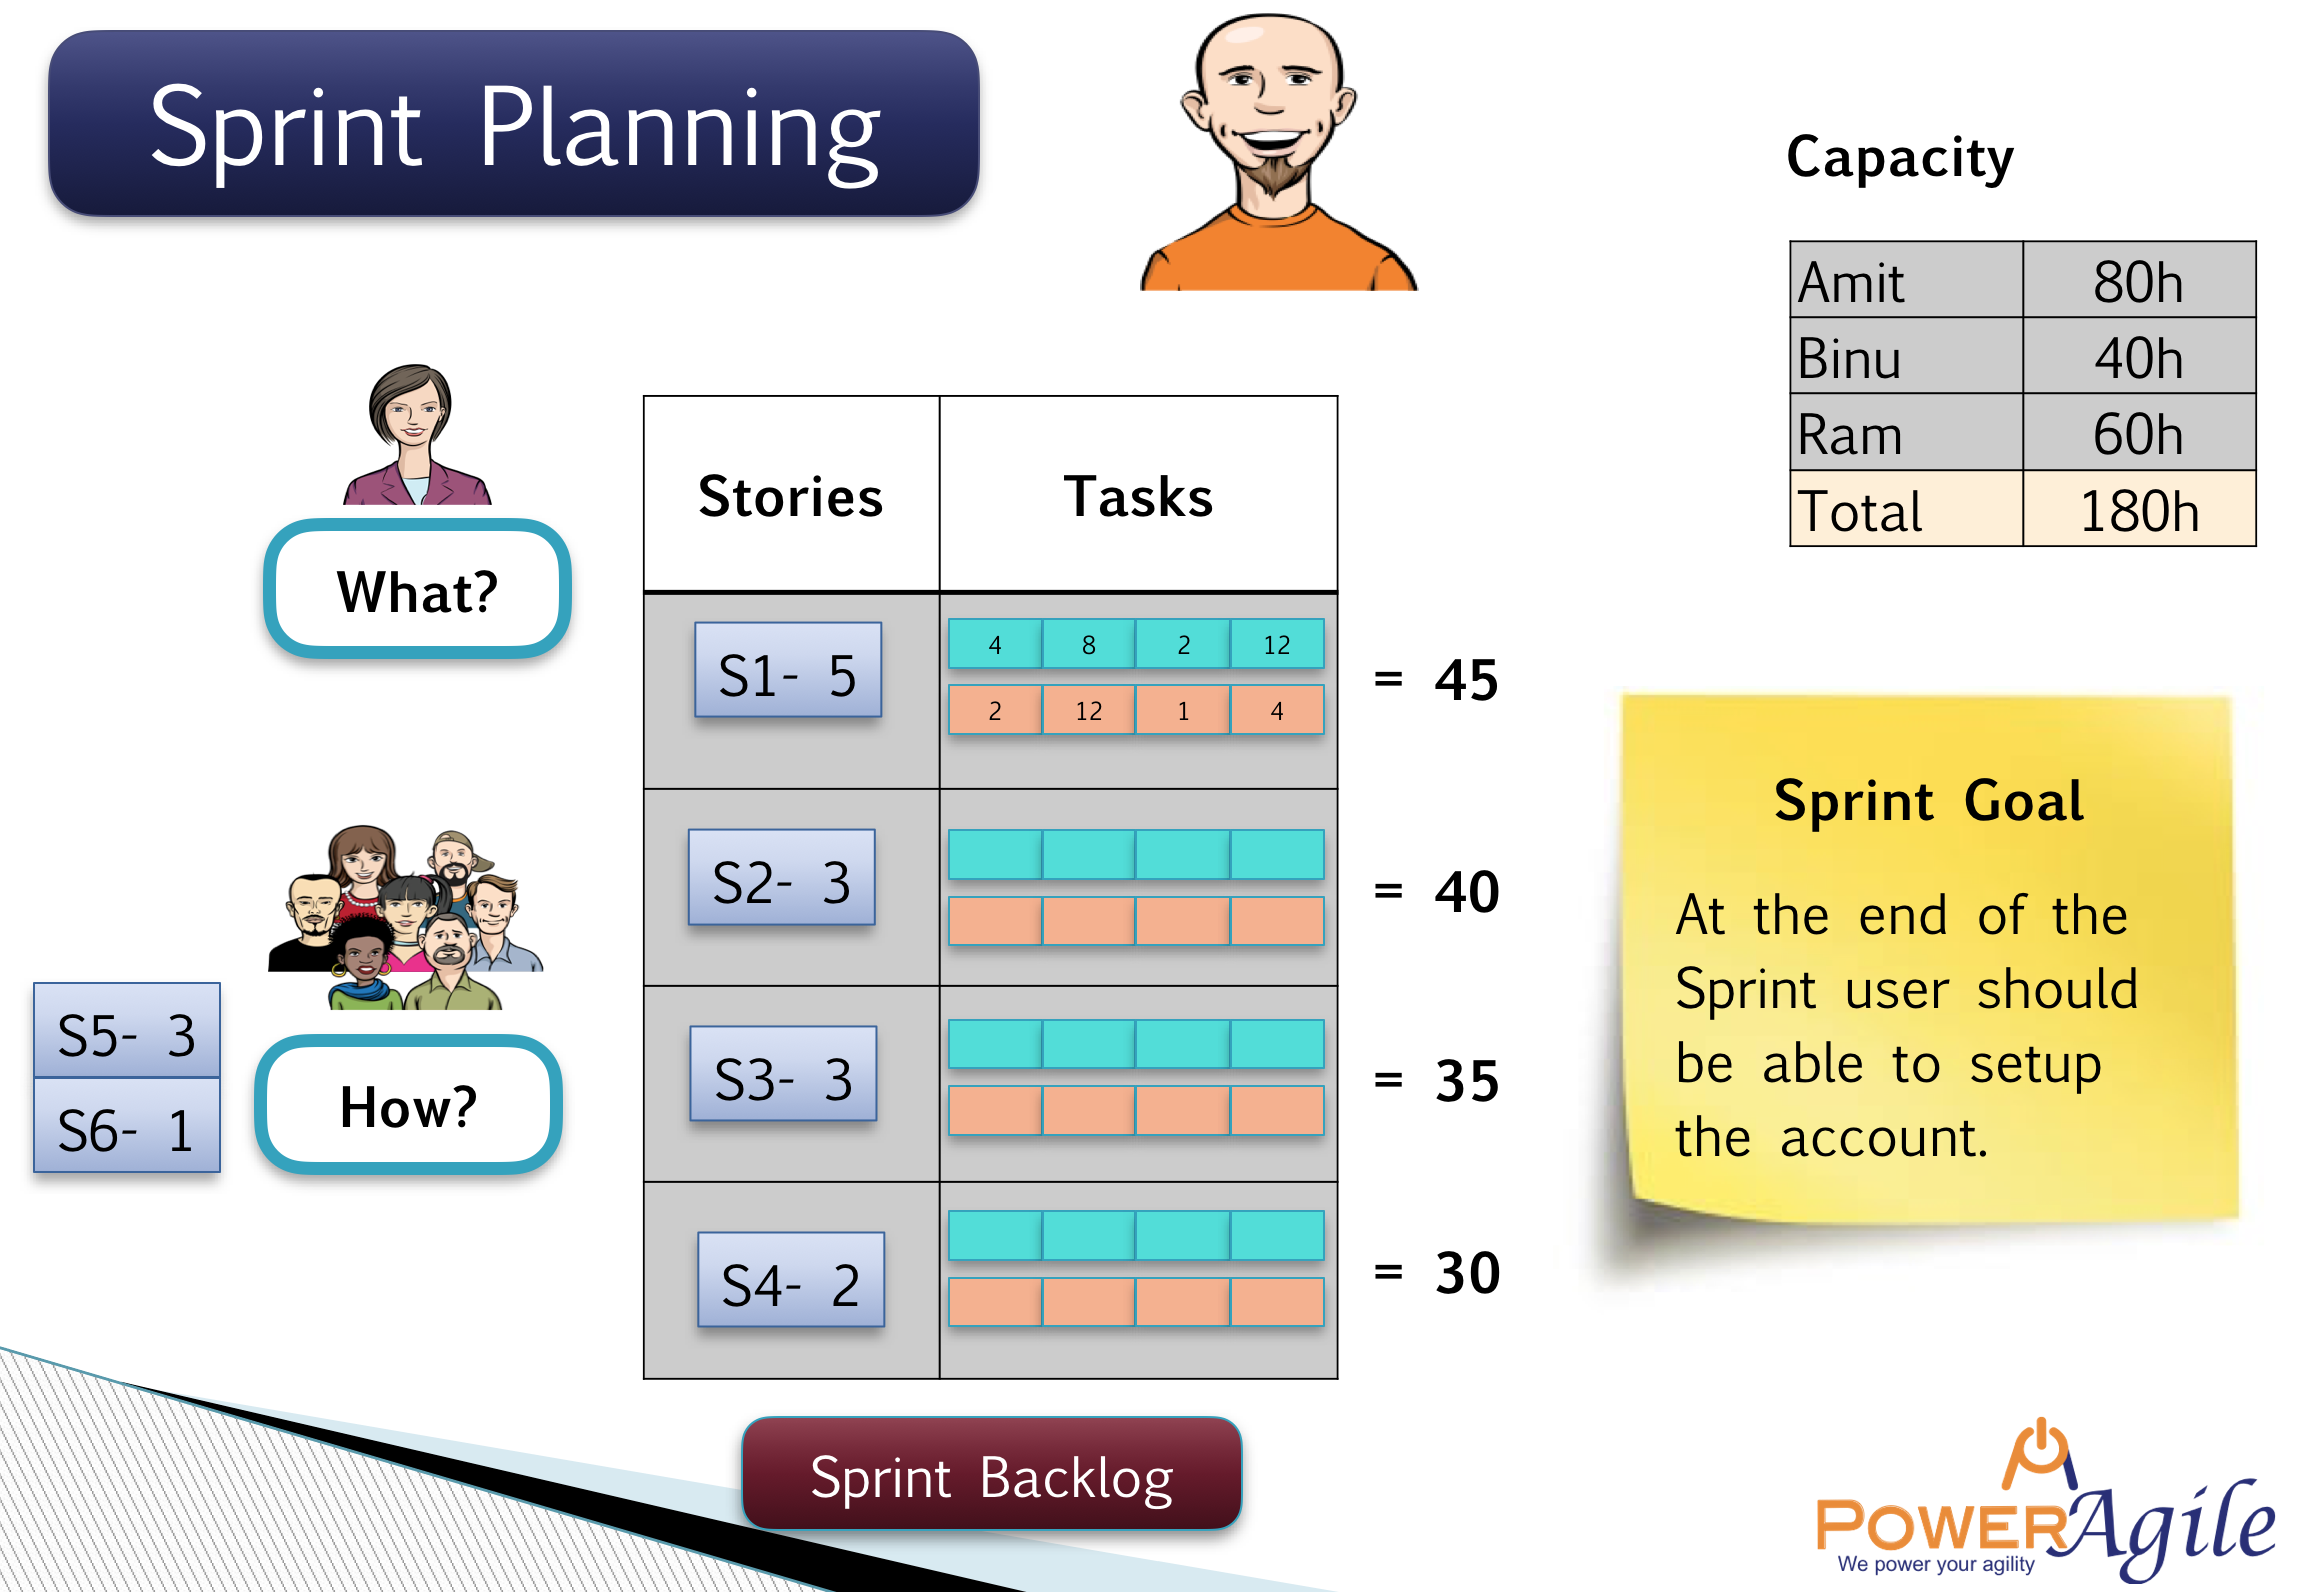 Sprint Planning
Capacity
Amit 80h
Binu 40h
Ram 60h
Total 180h
What?
How?
S5- 3
S6- 1
Stories Tasks
S1- 5
4 8 2 12
2 12 1 4
= 45
S2- 3
= 40
S3- 3
= 35
S4- 2
= 30
Sprint Goal
At the end of the
Sprint user should
be able to setup
the account.
Sprint Backlog
POWERAgile
We power your agility